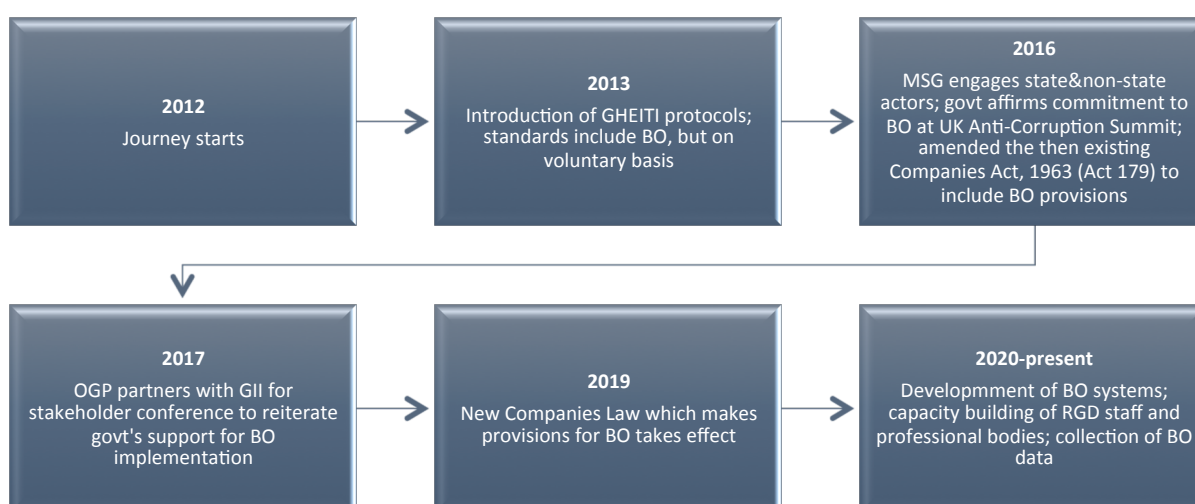 2012
Journey starts
2013
Introduction of GHEITI protocols;
standards include BO, but on
voluntary basis
2016
MSG engages state&non-state
actors; govt affirms commitment to
BO at UK Anti-Corruption Summit;
amended the then existing
Companies Act, 1963 (Act 179) to
include BO provisions
2017
OGP partners with GII for
stakeholder conference to reiterate
govt's support for BO
implementation
2019
New Companies Law which makes
provisions for BO takes effect
2020-present
Developmment of BO systems;
capacity building of RGD staff and
professional bodies; collection of BO
data